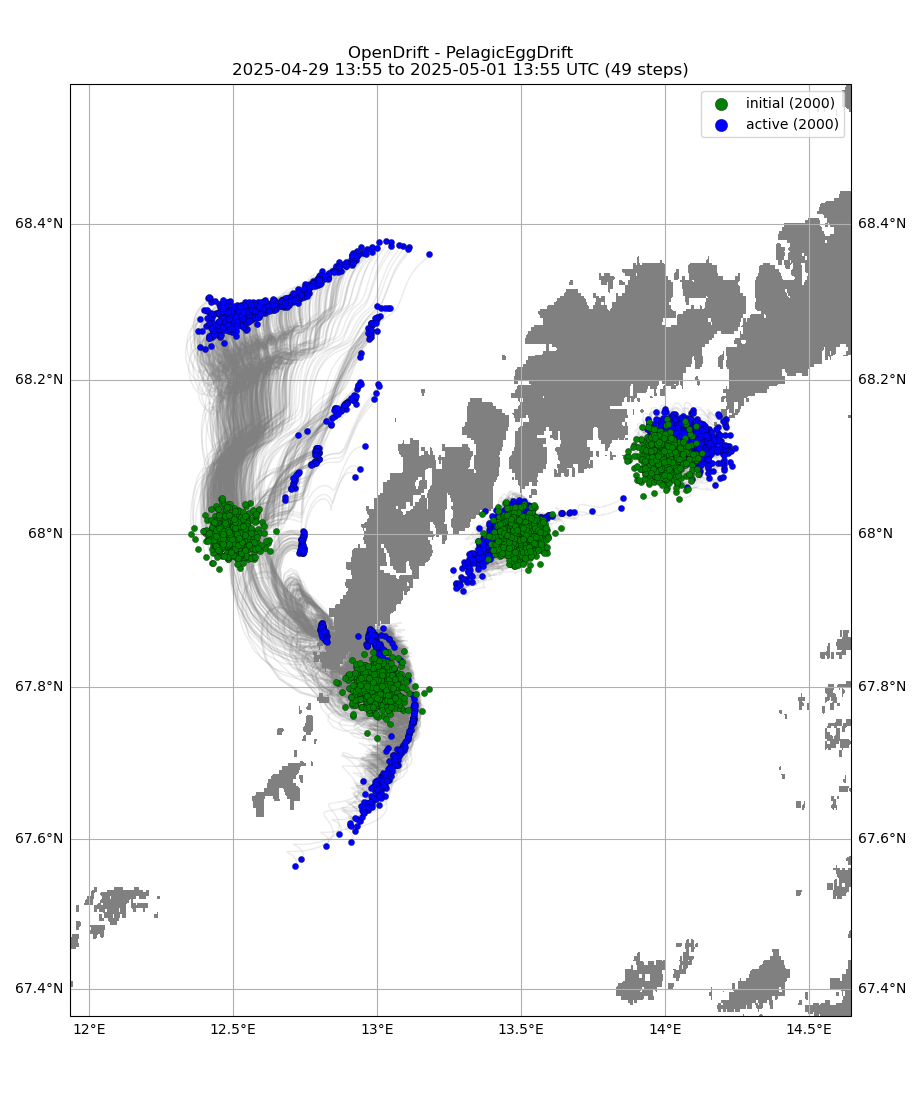 OpenDrift - PelagicEggDrift
2025-04-29 13:55 to 2025-05-01 13:55 UTC (49 steps)
initial (2000)
active (2000)
68.4°N
68.4°N
68.2°N
68.2°N
68°N
68°N
67.8°N
67.8°N
67.6°N
67.6°N
67.4°N
67.4°N
12°E
12.5°E
13°E
13.5°E
14°E
14.5°E